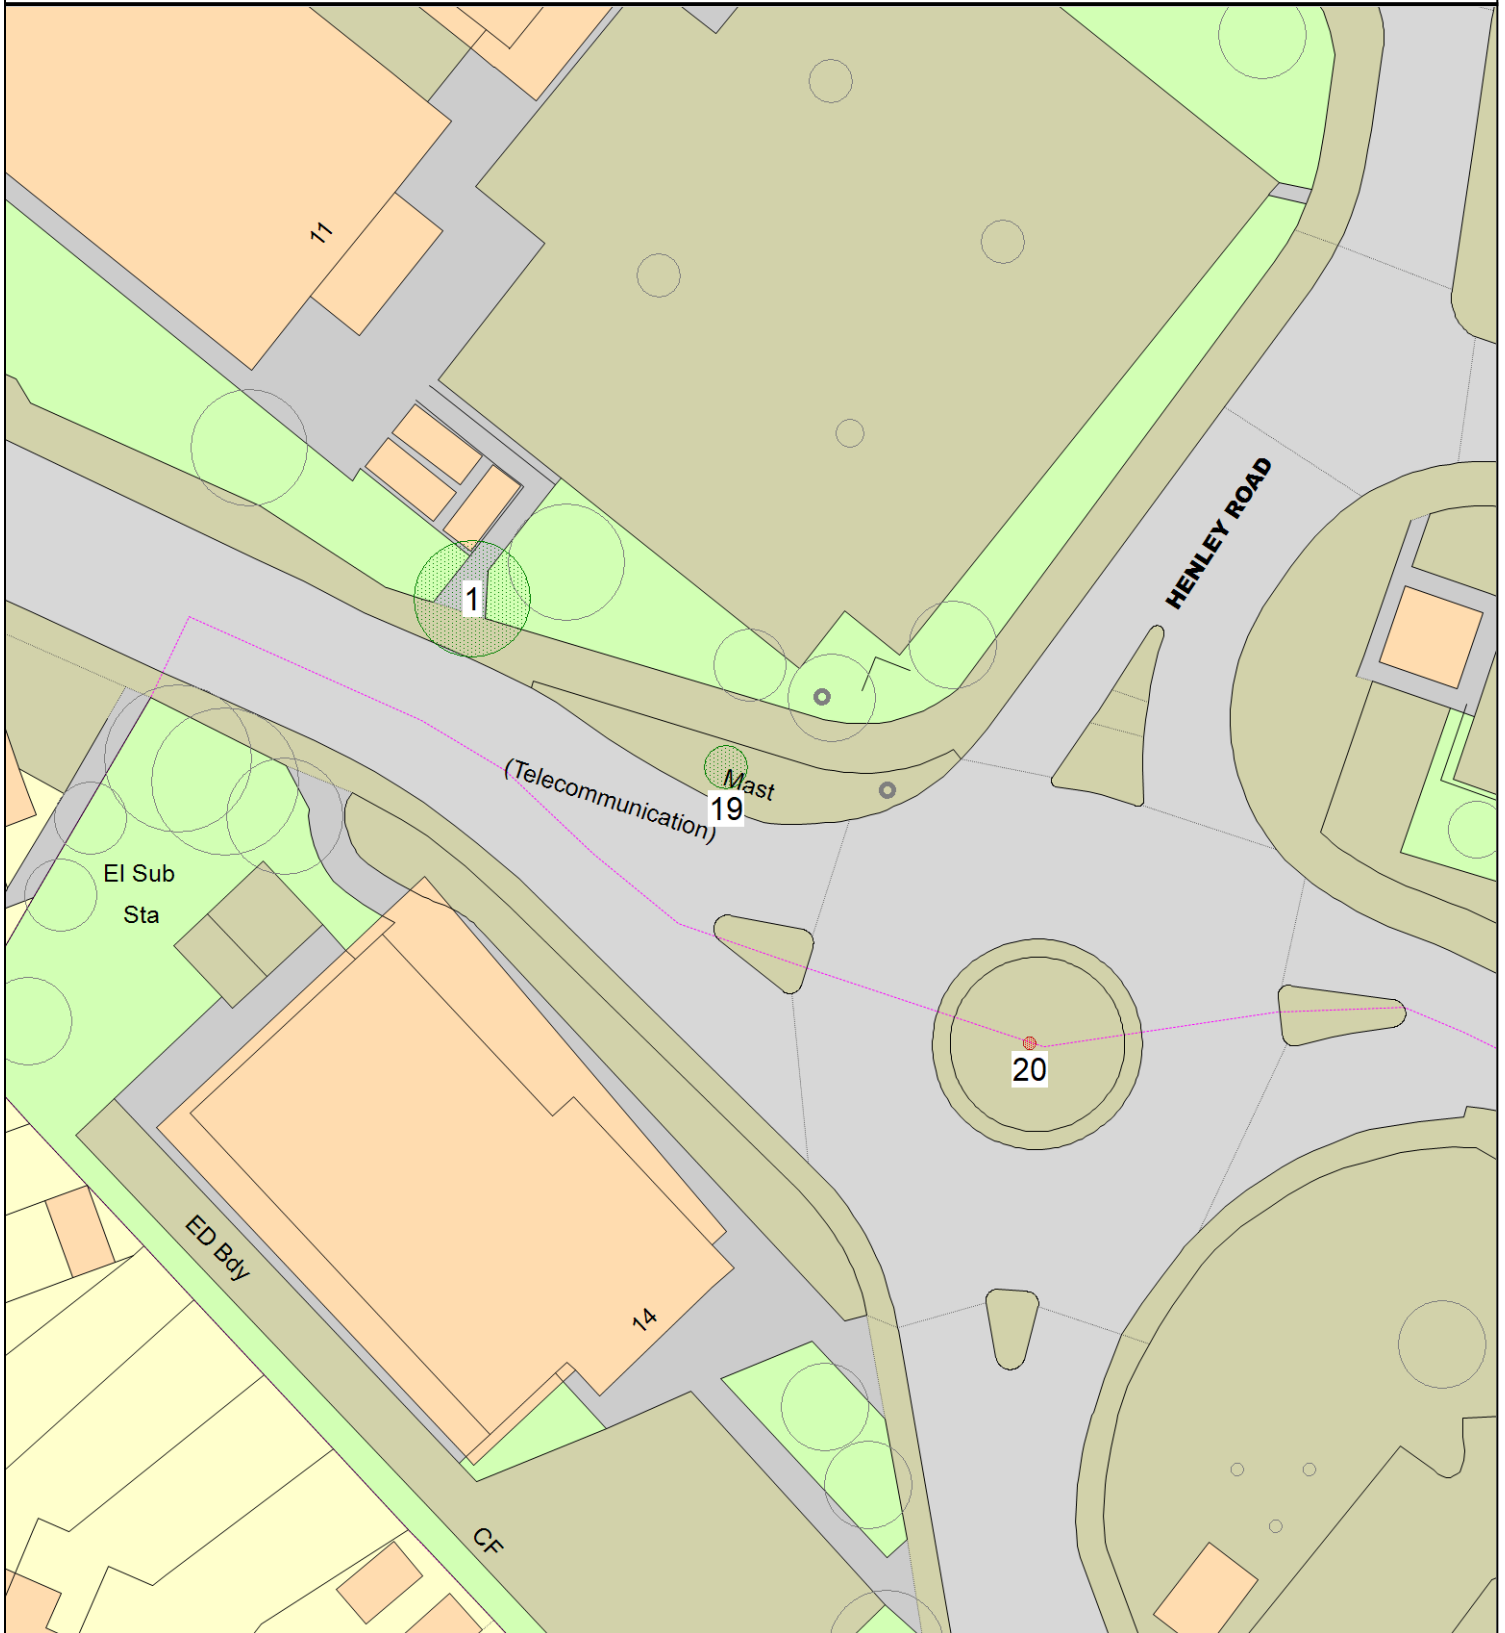 11
HENLEY ROAD
1
Mast
(Telecommunication)
19
El Sub
Sta
20
ED Bdy
14
CF